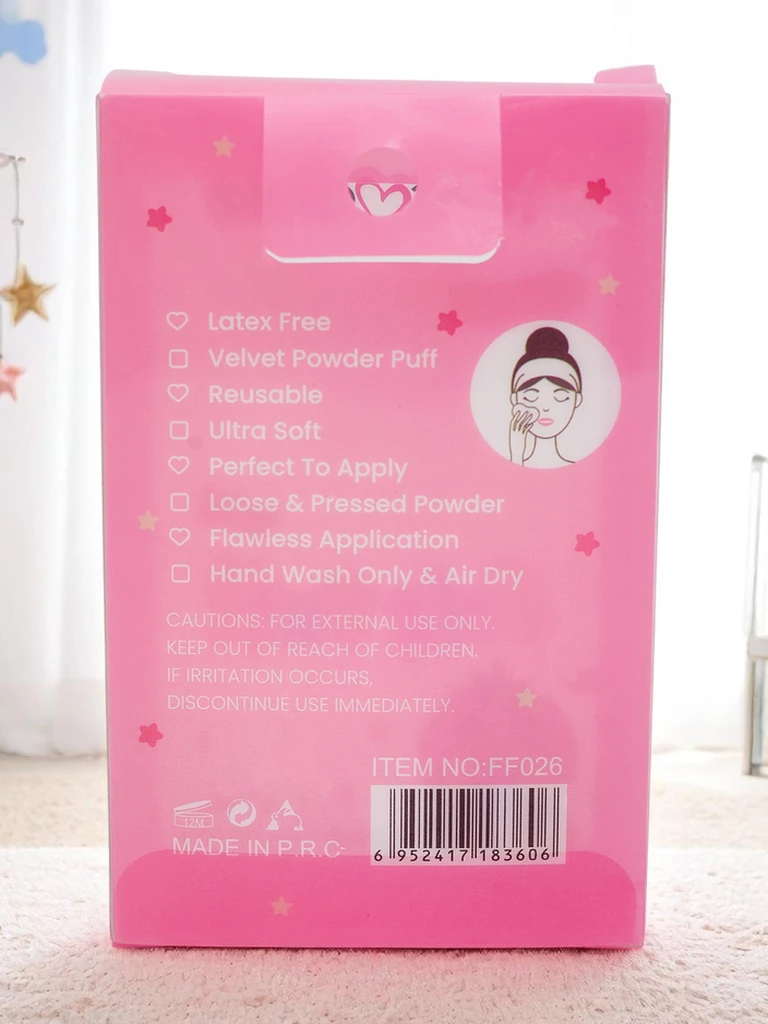 Latex Free
Velvet Powder Puff
Reusable
Ultra Soft
Perfect To Apply
Loose & Pressed Powder
Flawless Application
Hand Wash Only & Air Dry
CAUTIONS: FOR EXTERNAL USE ONLY.
KEEP OUT OF REACH OF CHILDREN.
IF IRRITATION OCCURS,
DISCONTINUE USE IMMEDIATELY.
ITEM NO:FF026
12M
MADE IN P.R.C
6 952417 183606